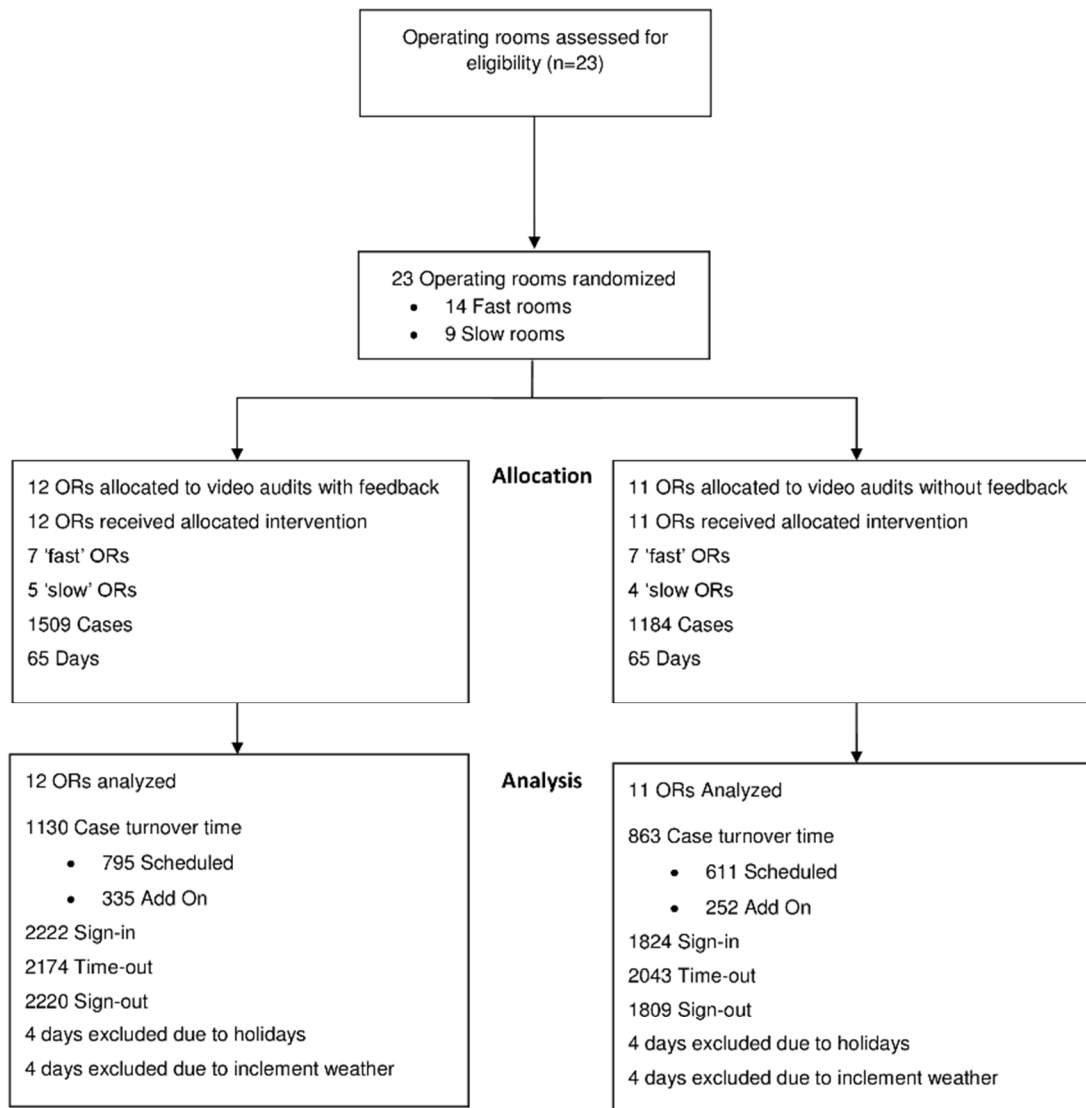 Operating rooms assessed for
eligibility (n=23)
23 Operating rooms randomized
• 14 Fast rooms
• 9 Slow rooms
Allocation
12 ORs allocated to video audits with feedback
12 ORs received allocated intervention
7 ‘fast’ ORs
5 ‘slow’ ORs
1509 Cases
65 Days
11 ORs allocated to video audits without feedback
11 ORs received allocated intervention
7 ‘fast’ ORs
4 ‘slow ORs
1184 Cases
65 Days
Analysis
12 ORs analyzed
1130 Case turnover time
• 795 Scheduled
• 335 Add On
2222 Sign-in
2174 Time-out
2220 Sign-out
4 days excluded due to holidays
4 days excluded due to inclement weather
11 ORs Analyzed
863 Case turnover time
• 611 Scheduled
• 252 Add On
1824 Sign-in
2043 Time-out
1809 Sign-out
4 days excluded due to holidays
4 days excluded due to inclement weather